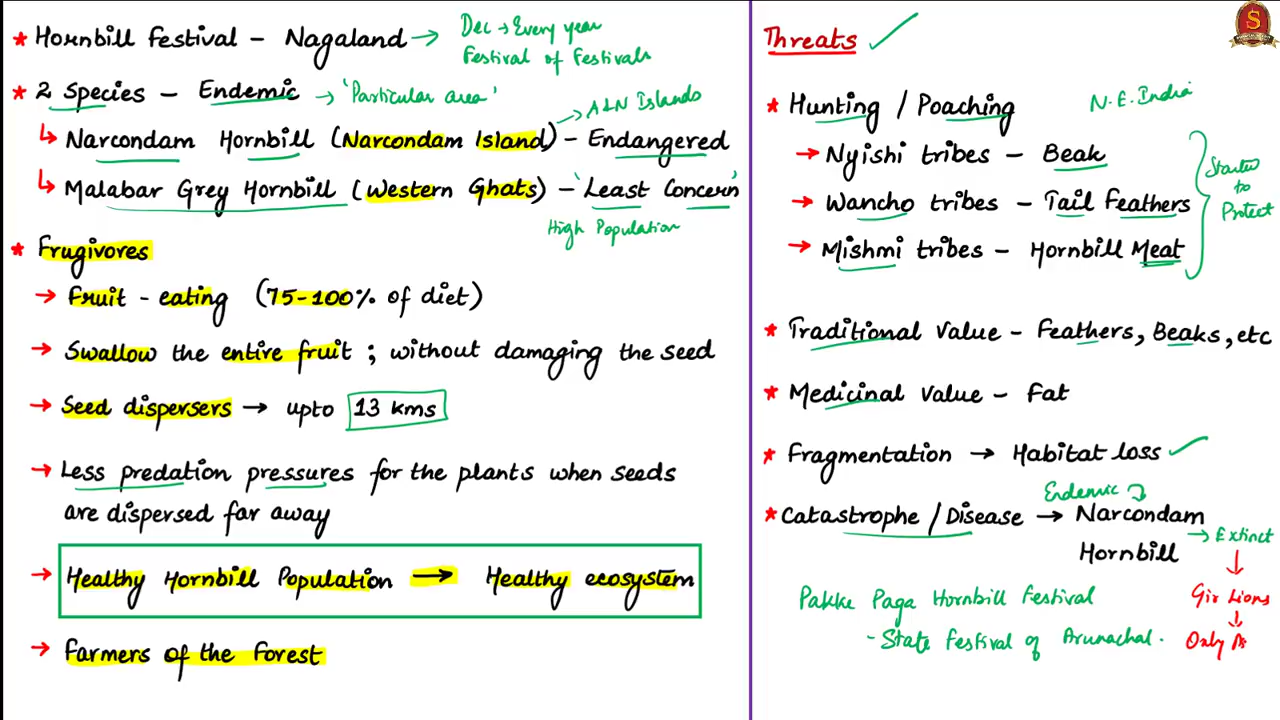 * Hornbill Festival - Nagaland → Dec → Every year
Festival of Festivals
* 2 Species - Endemic → 'Particular area'
↳ Narcondam Hornbill (Narcondam Island) - Endangered
→ A&N Islands
↳ Malabar Grey Hornbill (Western Ghats) - 'Least Concern'
High Population
* Frugivores
→ Fruit - eating (75-100% of diet)
→ Swallow the entire fruit ; without damaging the seed
→ Seed dispersers → upto 13 kms
→ Less predation pressures for the plants when seeds
are dispersed far away
→ Healthy Hornbill Population → Healthy ecosystem
→ Farmers of the Forest
Threats ✓
* Hunting / Poaching
N.E. India
→ Nyishi tribes - Beak
→ Wancho tribes - Tail Feathers
→ Mishmi tribes - Hornbill Meat
Started
to
Protect
* Traditional Value - Feathers, Beaks, etc
* Medicinal Value - Fat
* Fragmentation → Habitat loss ✓
Endemic
* Catastrophe / Disease → Narcondam
Hornbill
→ Extinct
↓
Gir Lions
↓
Only
Pakke Paga Hornbill Festival
- State Festival of Arunachal.
S